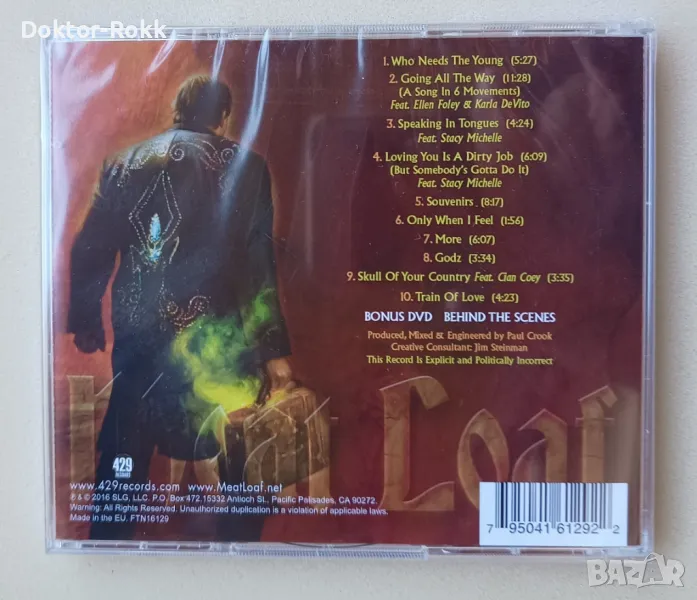 Doktor-Rokk
1. Who Needs The Young (5:27)
2. Going All The Way (11:28)
(A Song In 6 Movements)
Feat. Ellen Foley & Karla DeVito
3. Speaking In Tongues (4:24)
Feat. Stacy Michelle
4. Loving You Is A Dirty Job (6:09)
(But Somebody's Gotta Do It)
Feat. Stacy Michelle
5. Souvenirs (8:17)
6. Only When I Feel (1:56)
7. More (6:07)
8. Godz (3:34)
9. Skull Of Your Country Feat. Cian Coey (3:35)
10. Train Of Love (4:23)
BONUS DVD BEHIND THE SCENES
Produced, Mixed & Engineered by Paul Crook
Creative Consultant: Jim Steinman
This Record Is Explicit and Politically Incorrect
Meat Loaf
429
RECORDS
www.429records.com www.MeatLoaf.net
℗ & © 2016 SLG, LLC. P.O. Box 472,15332 Antioch St., Pacific Palisades, CA 90272.
Warning: All Rights Reserved. Unauthorized duplication is a violation of applicable laws.
Made in the EU. FTN16129
7 95041 61292 2
BAZAR